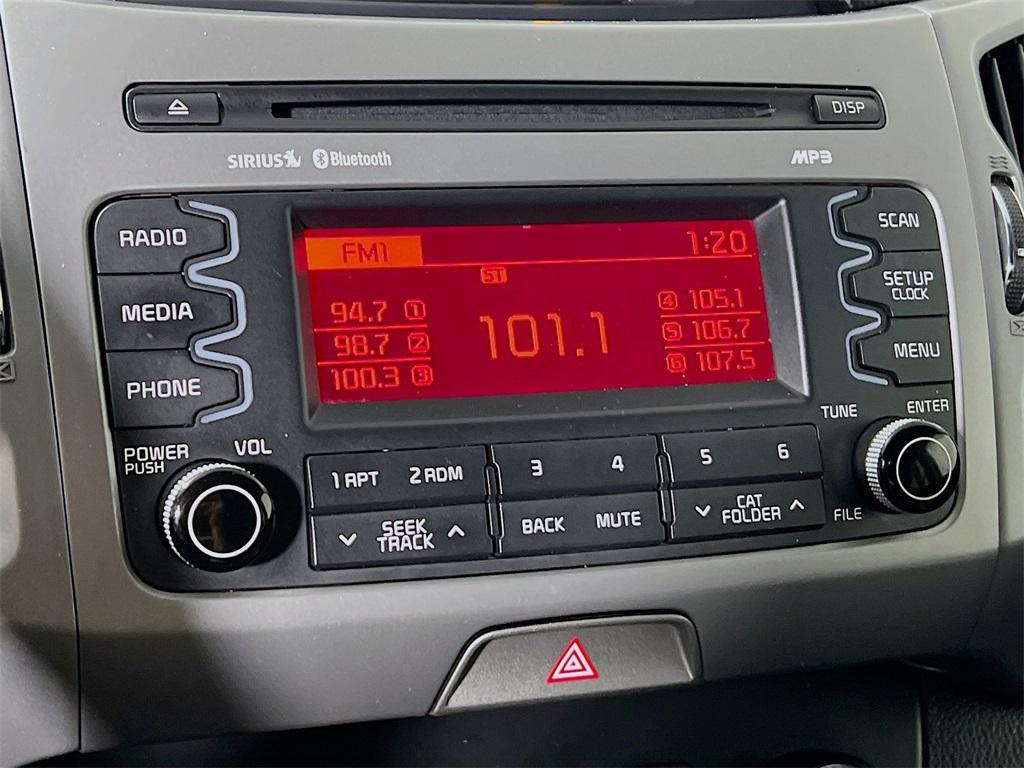 DISP
SIRIUS Bluetooth MP3
RADIO
MEDIA
PHONE
POWER
PUSH
VOL
FM1 1:20
ST
94.7 1
98.7 2
100.3 3
101.1
4 105.1
5 106.7
6 107.5
SCAN
SETUP
CLOCK
MENU
TUNE
ENTER
FILE
1 RPT 2 RDM 3 4 5 6
SEEK
TRACK
BACK MUTE
CAT
FOLDER